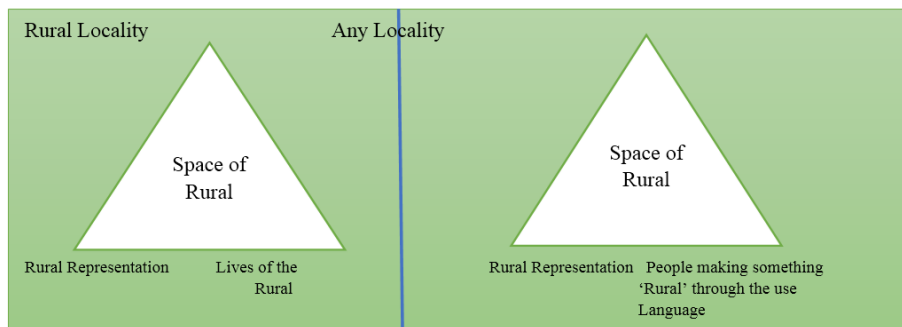 Rural Locality
Any Locality
Space of
Rural
Rural Representation
Lives of the
Rural
Space of
Rural
Rural Representation
People making something
‘Rural’ through the use
Language